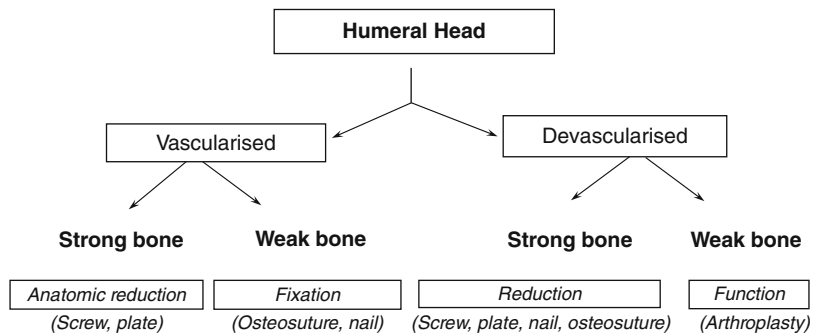 Humeral Head
Vascularised
Devascularised
Strong bone
Weak bone
Strong bone
Weak bone
Anatomic reduction
Fixation
Reduction
Function
(Screw, plate)
(Osteosuture, nail)
(Screw, plate, nail, osteosuture)
(Arthroplasty)